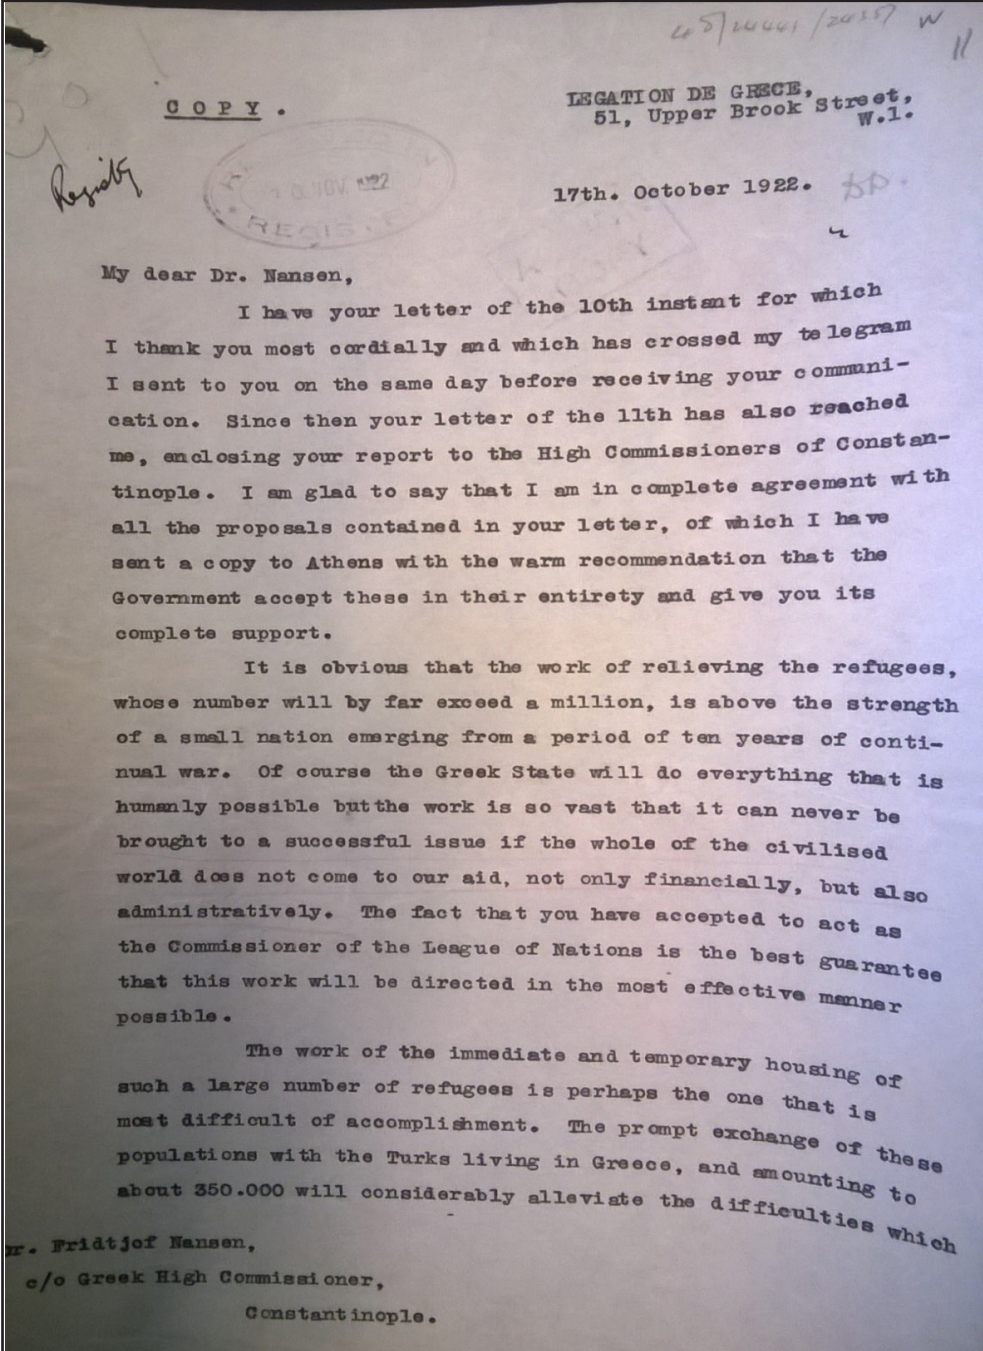 45/24441/24357 W
11
C O P Y .
LEGATION DE GRECE,
51, Upper Brook Street,
W.1.
Registry
NOV 1922
REGIS
17th. October 1922.
My dear Dr. Nansen,
I have your letter of the 10th instant for which
I thank you most cordially and which has crossed my telegram
I sent to you on the same day before receiving your communi-
cation. Since then your letter of the 11th has also reached
me, enclosing your report to the High Commissioners of Constan-
tinople. I am glad to say that I am in complete agreement with
all the proposals contained in your letter, of which I have
sent a copy to Athens with the warm recommendation that the
Government accept these in their entirety and give you its
complete support.
It is obvious that the work of relieving the refugees,
whose number will by far exceed a million, is above the strength
of a small nation emerging from a period of ten years of conti-
nual war. Of course the Greek State will do everything that is
humanly possible but the work is so vast that it can never be
brought to a successful issue if the whole of the civilised
world does not come to our aid, not only financially, but also
administratively. The fact that you have accepted to act as
the Commissioner of the League of Nations is the best guarantee
that this work will be directed in the most effective manner
possible.
The work of the immediate and temporary housing of
such a large number of refugees is perhaps the one that is
most difficult of accomplishment. The prompt exchange of these
populations with the Turks living in Greece, and amounting to
about 350.000 will considerably alleviate the difficulties which
r. Fridtjof Nansen,
c/o Greek High Commissioner,
Constantinople.